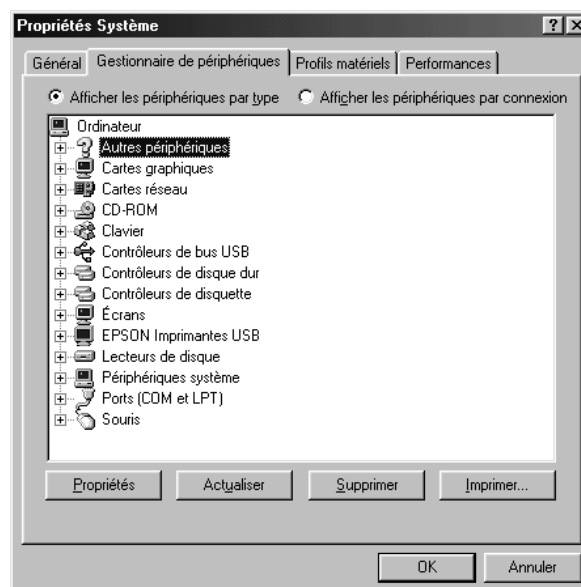 Propriétés Système
Général Gestionnaire de périphériques Profils matériels Performances
Afficher les périphériques par type Afficher les périphériques par connexion
Ordinateur
Autres périphériques
Cartes graphiques
Cartes réseau
CD-ROM
Clavier
Contrôleurs de bus USB
Contrôleurs de disque dur
Contrôleurs de disquette
Écrans
EPSON Imprimantes USB
Lecteurs de disque
Périphériques système
Ports (COM et LPT)
Souris
Propriétés Actualiser Supprimer Imprimer...
OK Annuler